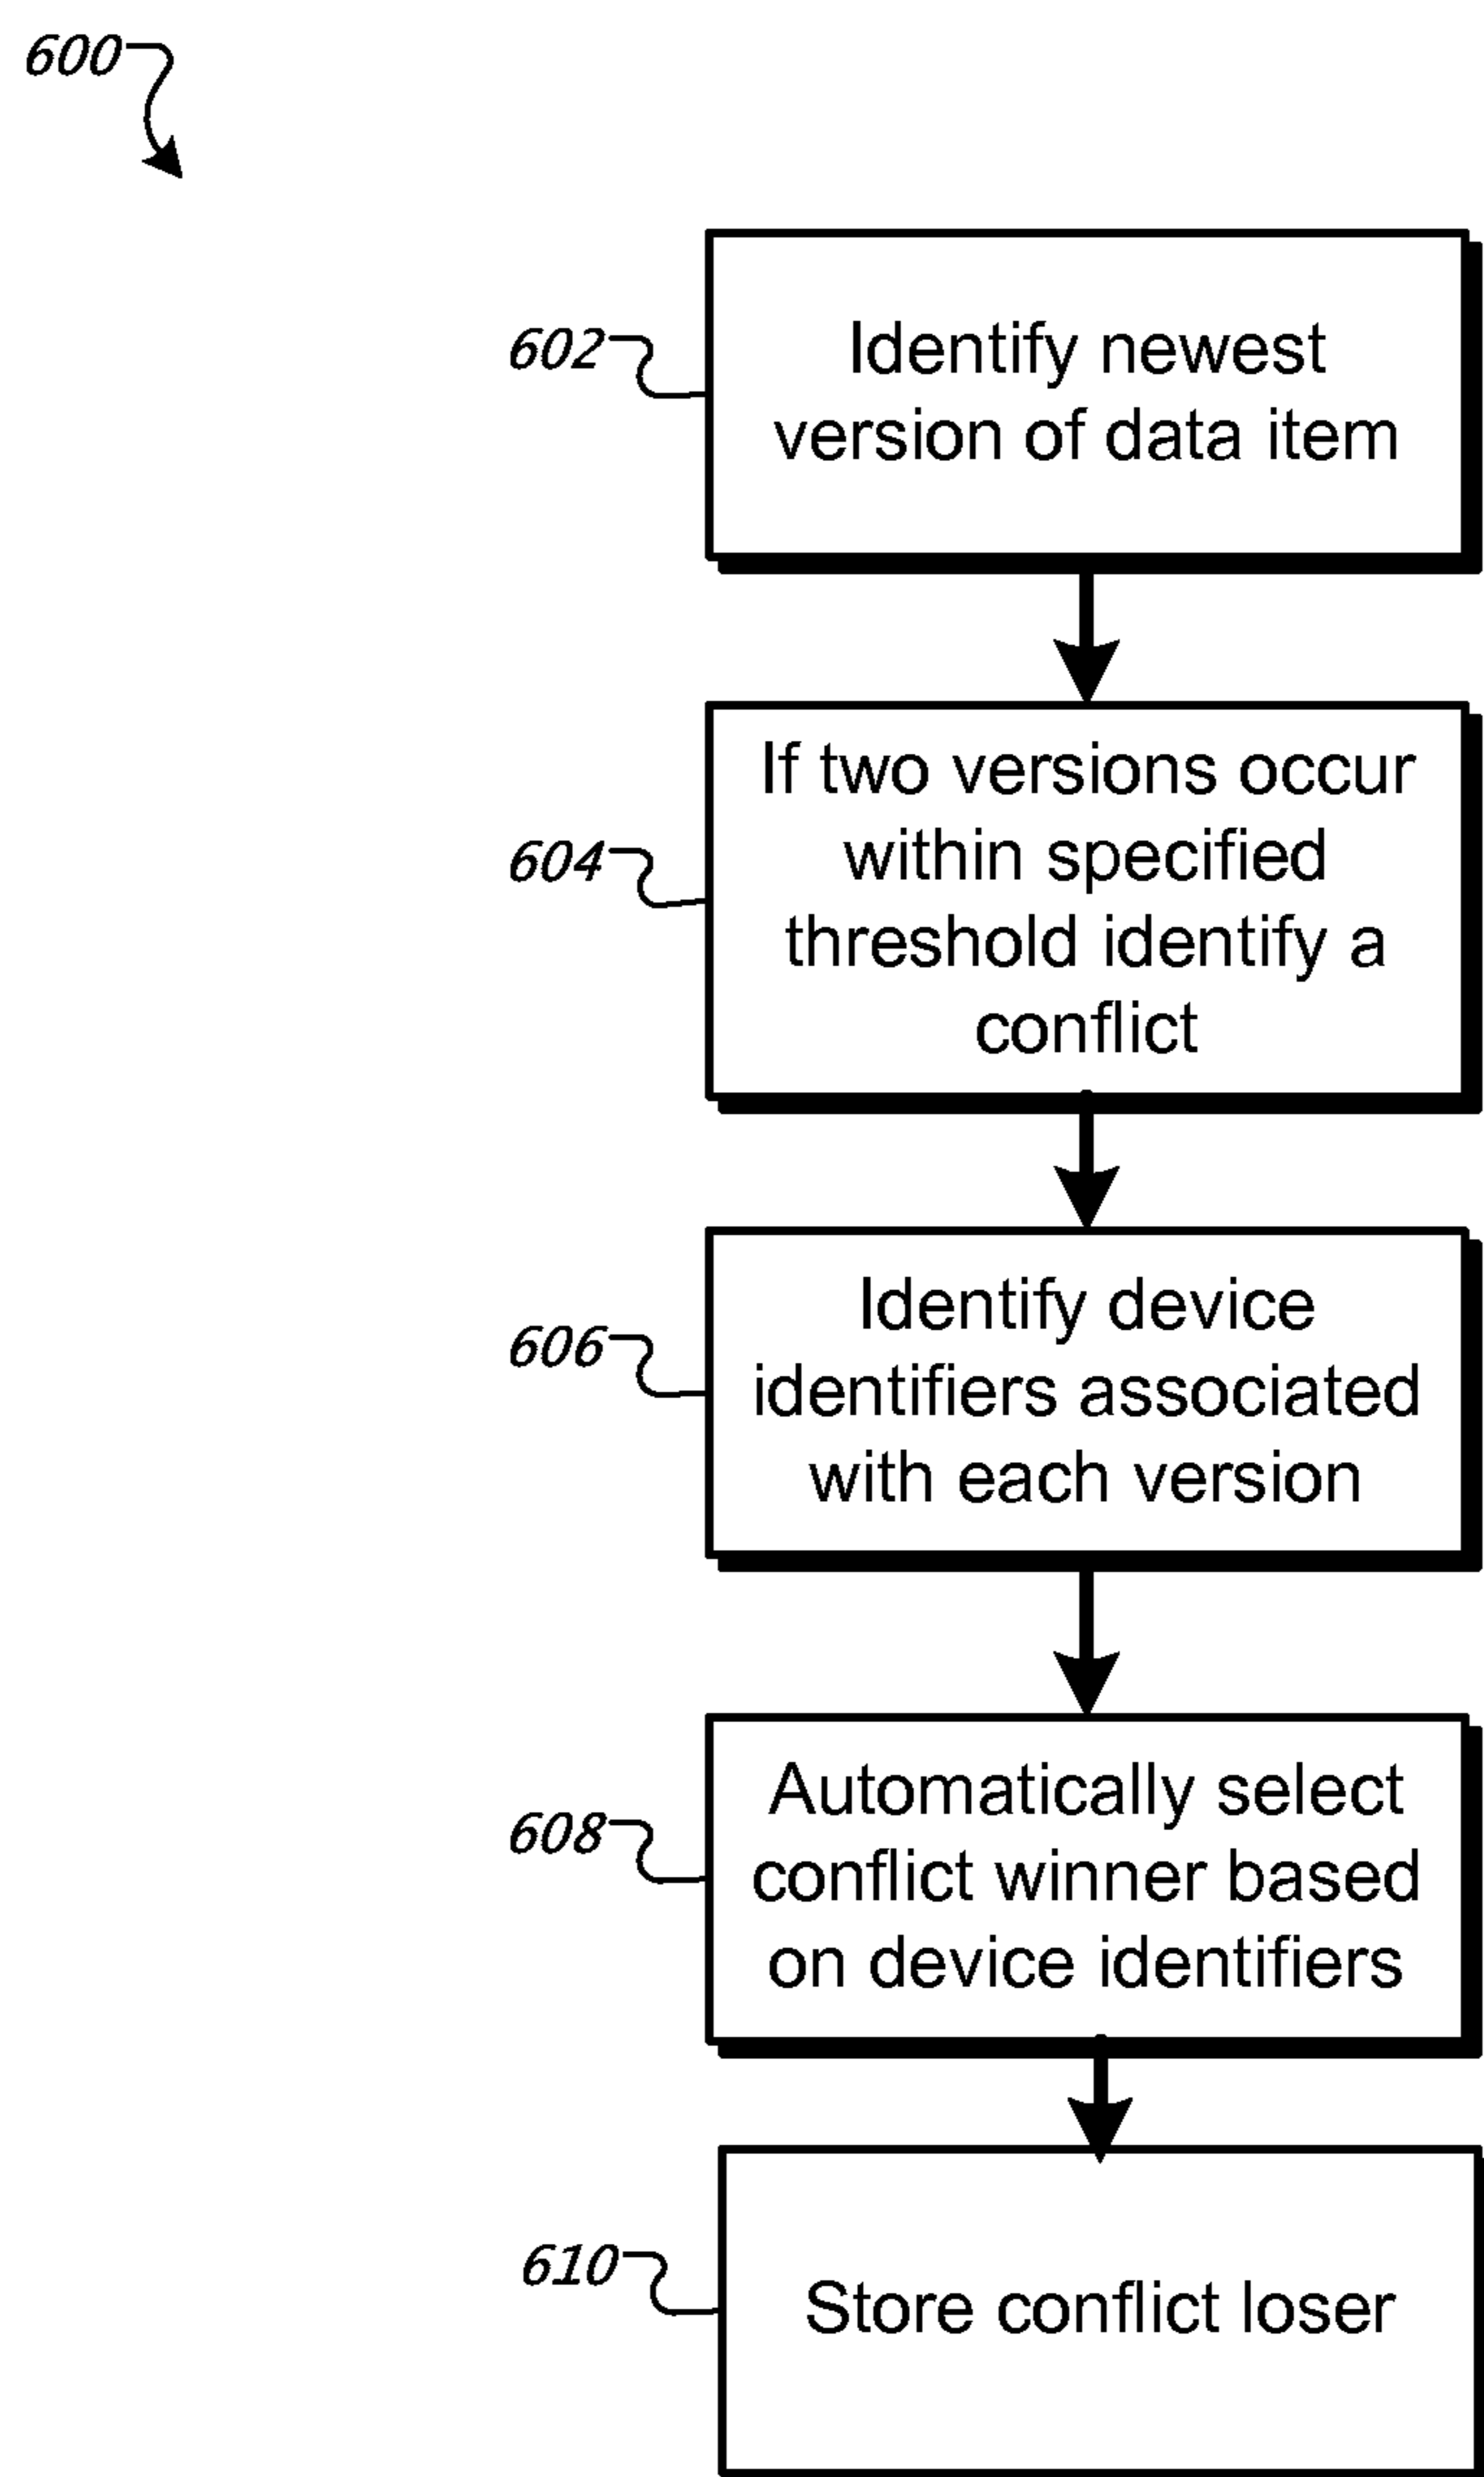 600
602
Identify newest
version of data item
604
If two versions occur
within specified
threshold identify a
conflict
606
Identify device
identifiers associated
with each version
608
Automatically select
conflict winner based
on device identifiers
610
Store conflict loser